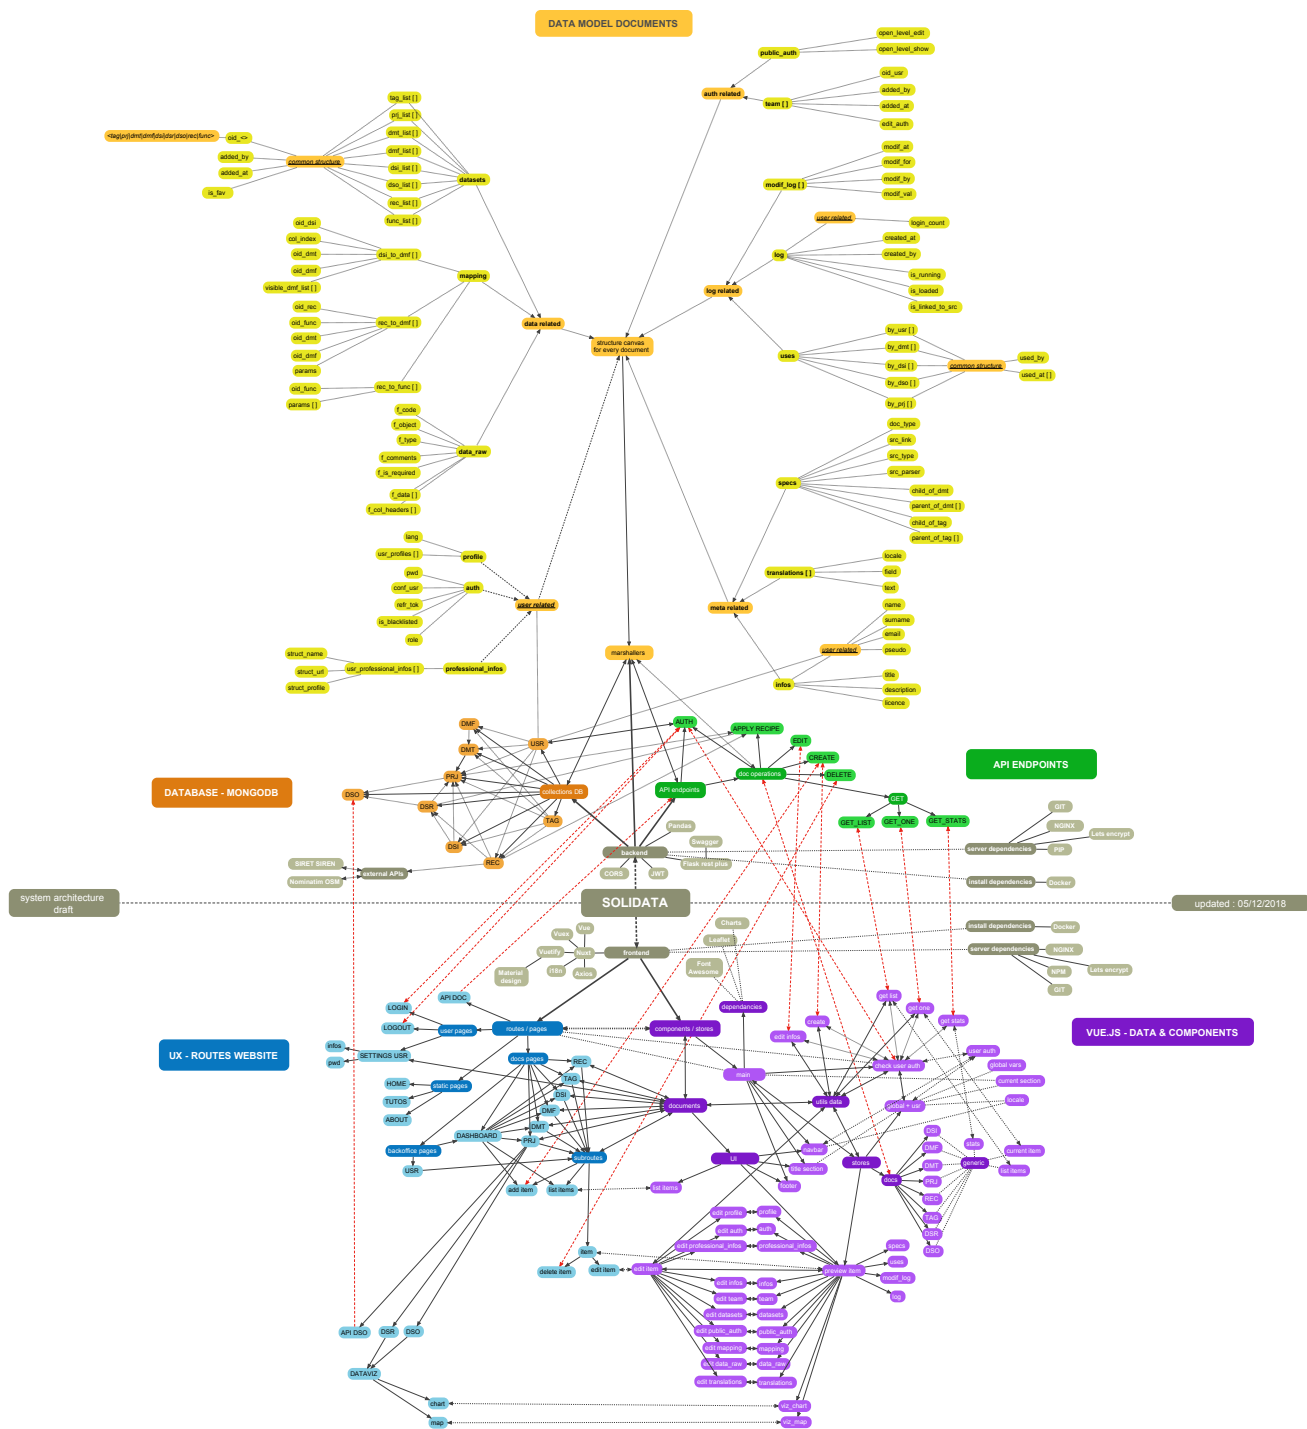 DATA MODEL DOCUMENTS
open_level_edit
open_level_show
public_auth
auth related
oid_usr
added_by
added_at
edit_auth
team [ ]
tag_list [ ]
prj_list [ ]
dmt_list [ ]
dmf_list [ ]
dsi_list [ ]
dso_list [ ]
rec_list [ ]
func_list [ ]
<tag|prj|dmt|dmf|dsi|dsr|dso|rec|func>
oid_<>
added_by
added_at
is_fav
common structure
datasets
modif_at
modif_for
modif_by
modif_val
modif_log [ ]
user related
login_count
created_at
created_by
log
is_running
is_loaded
is_linked_to_src
log related
oid_dsi
col_index
oid_dmt
oid_dmf
visible_dmf_list [ ]
dsi_to_dmf [ ]
mapping
oid_rec
oid_func
oid_dmt
oid_dmf
params
rec_to_dmf [ ]
oid_func
params [ ]
rec_to_func [ ]
data related
structure canvas
for every document
by_usr [ ]
by_dmt [ ]
by_dsi [ ]
by_dso [ ]
by_prj [ ]
uses
common structure
used_by
used_at [ ]
f_code
f_object
f_type
f_comments
f_is_required
f_data [ ]
f_col_headers [ ]
data_raw
doc_type
src_link
src_type
src_parser
specs
child_of_dmt
parent_of_dmt [ ]
child_of_tag
parent_of_tag [ ]
lang
usr_profiles [ ]
profile
pwd
conf_usr
refr_tok
is_blacklisted
role
auth
user related
locale
field
text
translations [ ]
meta related
name
surname
email
pseudo
user related
title
description
licence
infos
struct_name
struct_url
struct_profile
usr_professional_infos [ ]
professional_infos
marshallers
DMF
DMT
PRJ
DSO
DSR
DSI
REC
TAG
USR
collections DB
AUTH
APPLY RECIPE
EDIT
CREATE
DELETE
doc operations
API endpoints
GET
GET_LIST
GET_ONE
GET_STATS
DATABASE - MONGODB
API ENDPOINTS
Pandas
Swagger
Flask rest plus
CORS
JWT
backend
SIRET SIREN
Nominatim OSM
external APIs
GIT
NGINX
Lets encrypt
PIP
server dependencies
install dependencies
Docker
system architecture
draft
SOLIDATA
updated : 05/12/2018
Vue
Vuex
Vuetify
Nuxt
Material
design
i18n
Axios
frontend
Charts
Leaflet
Font
Awesome
dependancies
install dependencies
Docker
server dependencies
NGINX
Lets encrypt
NPM
GIT
API DOC
LOGIN
LOGOUT
user pages
routes / pages
components / stores
UX - ROUTES WEBSITE
VUE.JS - DATA & COMPONENTS
infos
pwd
SETTINGS USR
HOME
TUTOS
ABOUT
static pages
docs pages
REC
TAG
DSI
DMF
DMT
PRJ
DASHBOARD
backoffice pages
USR
subroutes
add item
list items
item
delete item
edit item
API DSO
DSR
DSO
DATAVIZ
chart
map
get list
get one
get stats
create
edit infos
main
check user auth
user auth
global vars
current section
locale
global + usr
utils data
documents
navbar
title section
footer
UI
list items
stores
docs
DSI
DMF
DMT
PRJ
REC
TAG
DSR
DSO
stats
generic
current item
list items
edit profile
profile
edit auth
auth
edit professional_infos
professional_infos
edit item
preview item
edit infos
infos
edit team
team
edit datasets
datasets
edit public_auth
public_auth
edit mapping
mapping
edit data_raw
data_raw
edit translations
translations
specs
uses
modif_log
log
viz_chart
viz_map